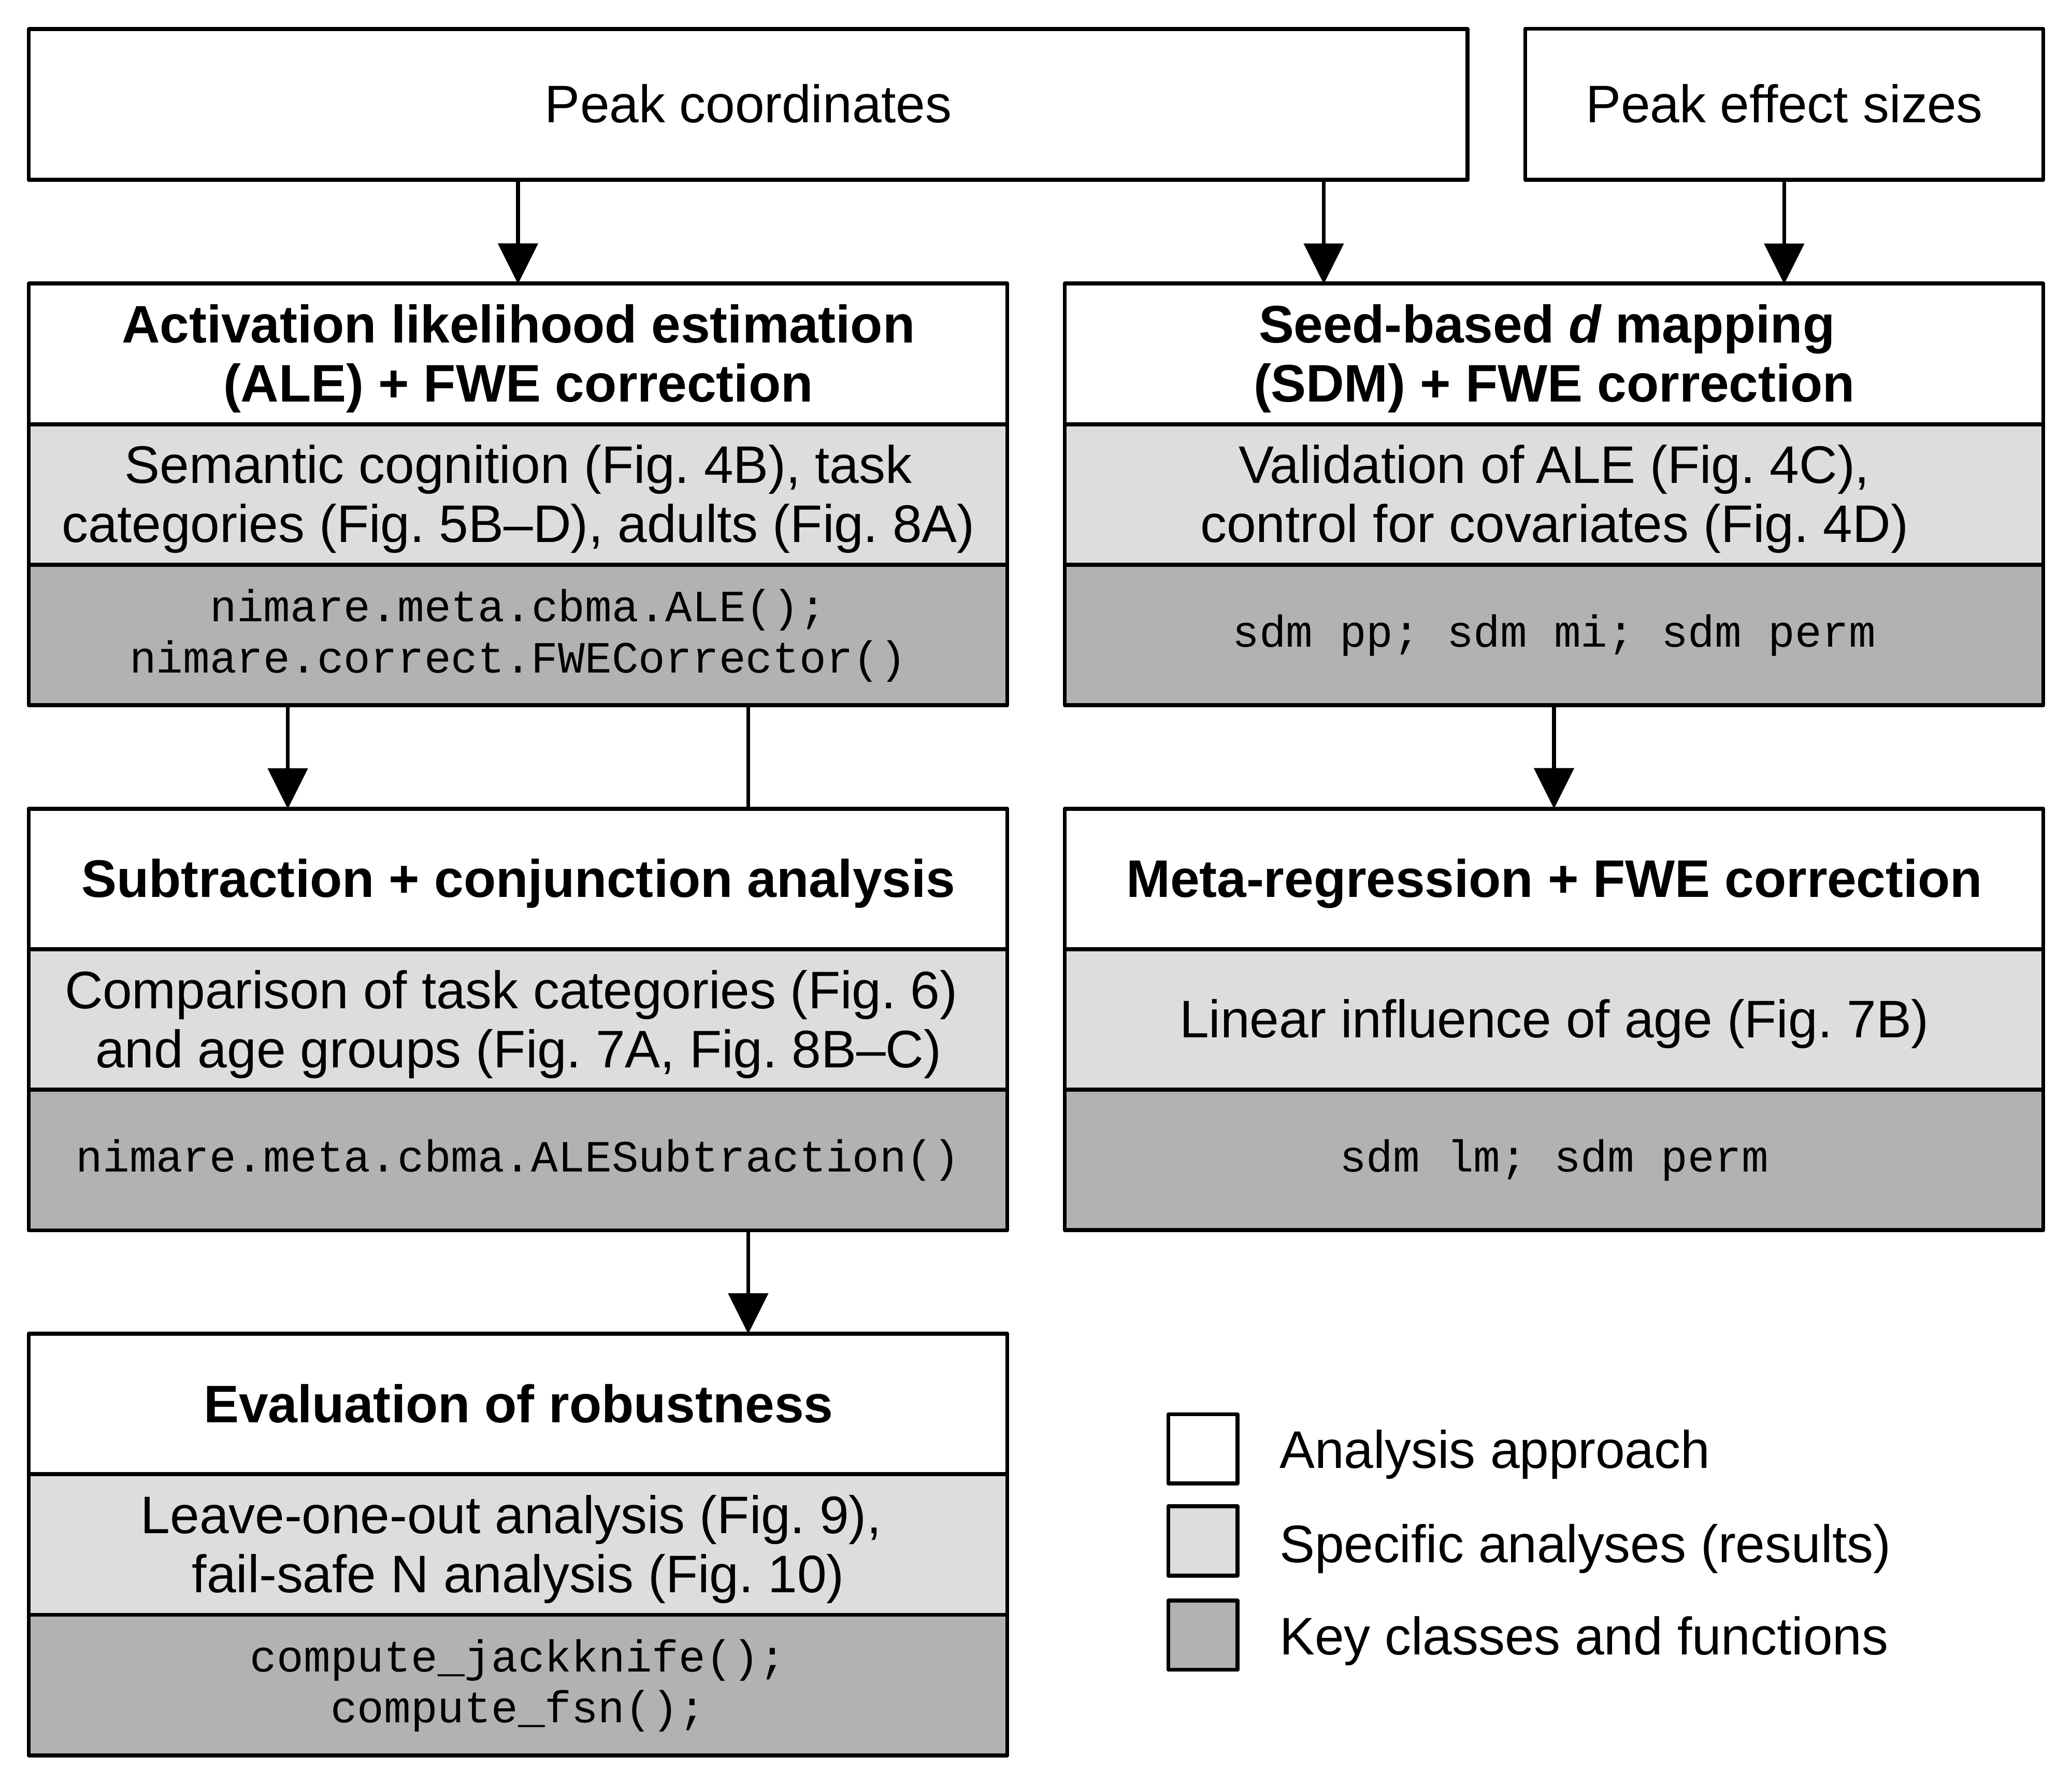 Peak coordinates
Peak effect sizes
Activation likelihood estimation
(ALE) + FWE correction
Semantic cognition (Fig. 4B), task
categories (Fig. 5B–D), adults (Fig. 8A)
nimare.meta.cbma.ALE();
nimare.correct.FWECorrector()
Seed-based d mapping
(SDM) + FWE correction
Validation of ALE (Fig. 4C),
control for covariates (Fig. 4D)
sdm pp; sdm mi; sdm perm
Subtraction + conjunction analysis
Comparison of task categories (Fig. 6)
and age groups (Fig. 7A, Fig. 8B–C)
nimare.meta.cbma.ALESubtraction()
Meta-regression + FWE correction
Linear influence of age (Fig. 7B)
sdm lm; sdm perm
Evaluation of robustness
Leave-one-out analysis (Fig. 9),
fail-safe N analysis (Fig. 10)
compute_jackknife();
compute_fsn();
Analysis approach
Specific analyses (results)
Key classes and functions